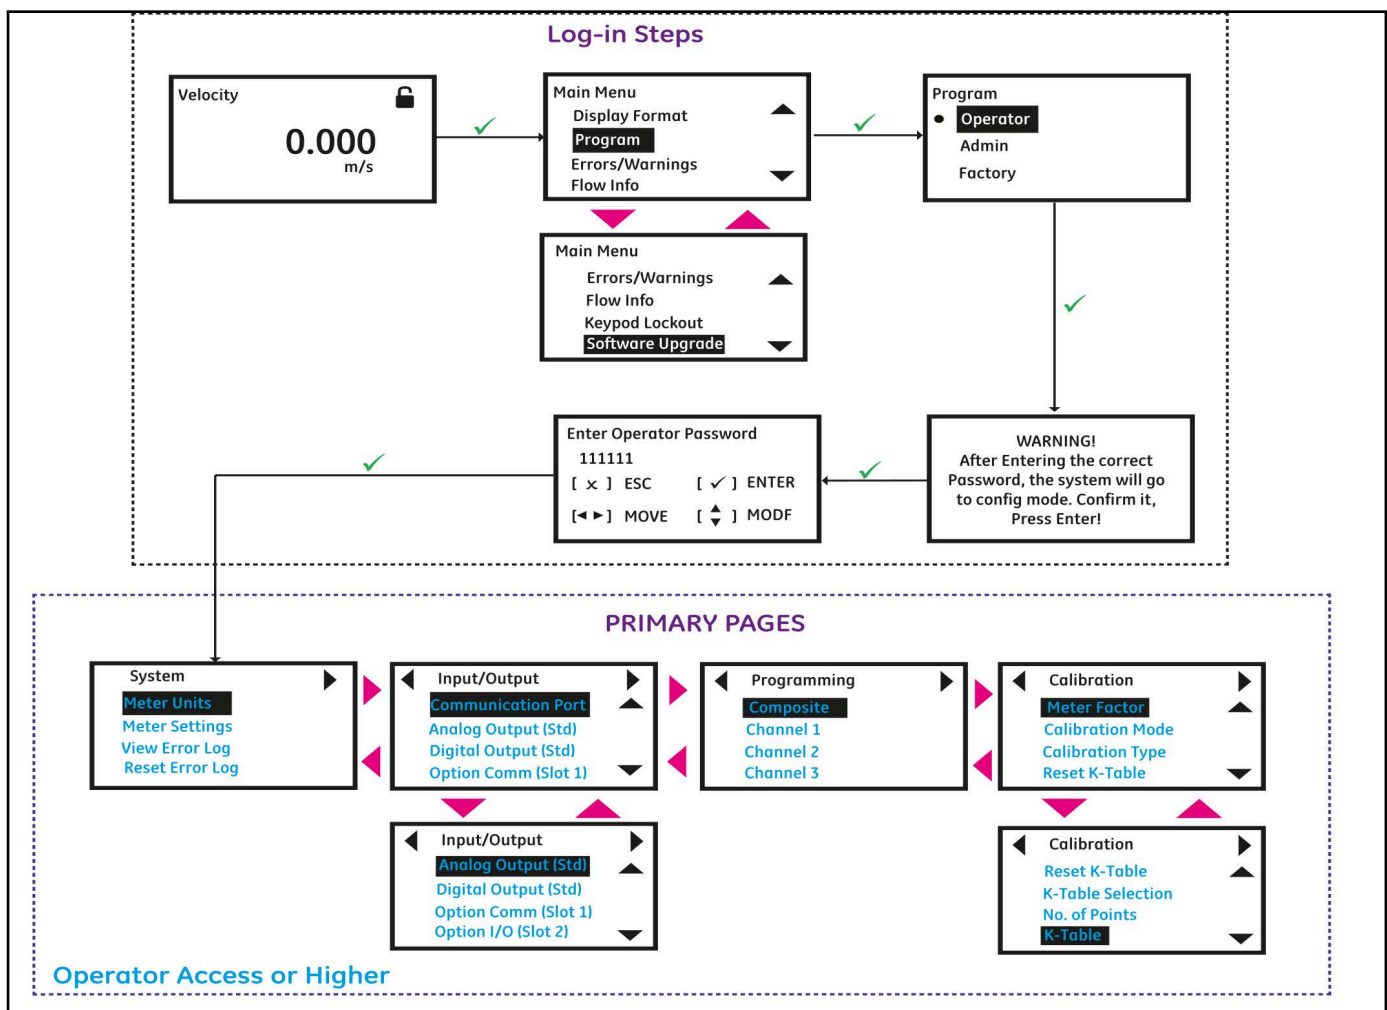 Log-in Steps
Velocity
0.000
m/s
Main Menu
Display Format
Program
Errors/Warnings
Flow Info
Program
Operator
Admin
Factory
Main Menu
Errors/Warnings
Flow Info
Keypod Lockout
Software Upgrade
Enter Operator Password
111111
[ x ] ESC [ ✓ ] ENTER
[◄ ►] MOVE [ ▲▼ ] MODF
WARNING!
After Entering the correct
Password, the system will go
to config mode. Confirm it,
Press Enter!
PRIMARY PAGES
System
Meter Units
Meter Settings
View Error Log
Reset Error Log
Input/Output
Communication Port
Analog Output (Std)
Digital Output (Std)
Option Comm (Slot 1)
Programming
Composite
Channel 1
Channel 2
Channel 3
Calibration
Meter Factor
Calibration Mode
Calibration Type
Reset K-Table
Input/Output
Analog Output (Std)
Digital Output (Std)
Option Comm (Slot 1)
Option I/O (Slot 2)
Calibration
Reset K-Table
K-Table Selection
No. of Points
K-Table
Operator Access or Higher